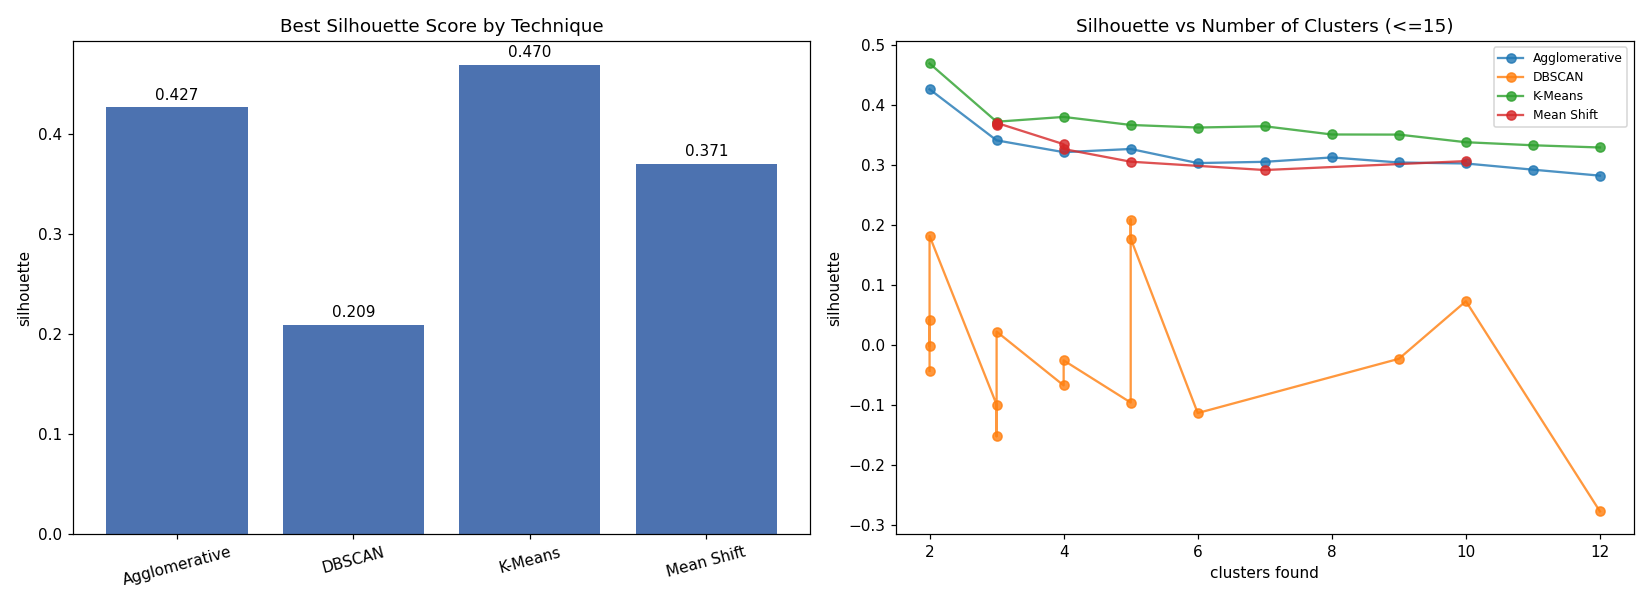 Best Silhouette Score by Technique
silhouette
0.4
0.3
0.2
0.1
0.0
0.427
0.209
0.470
0.371
Agglomerative
DBSCAN
K-Means
Mean Shift
Silhouette vs Number of Clusters (<=15)
silhouette
0.5
0.4
0.3
0.2
0.1
0.0
−0.1
−0.2
−0.3
Agglomerative
DBSCAN
K-Means
Mean Shift
2
4
6
8
10
12
clusters found